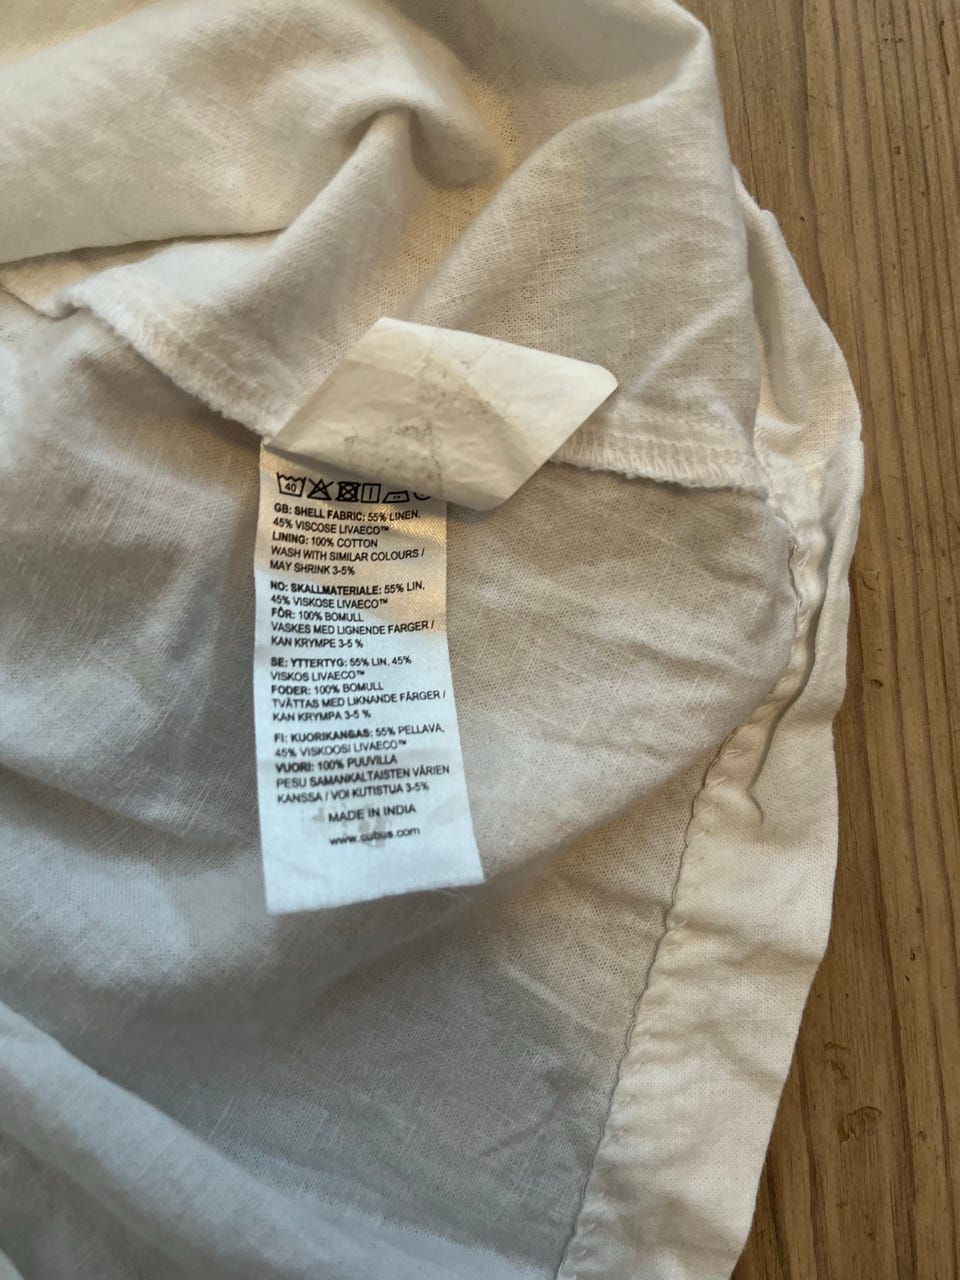 40
GB: SHELL FABRIC: 55% LINEN,
45% VISCOSE LIVAECO™
LINING: 100% COTTON
WASH WITH SIMILAR COLOURS /
MAY SHRINK 3-5%
NO: SKALLMATERIALE: 55% LIN,
45% VISKOSE LIVAECO™
FÔR: 100% BOMULL
VASKES MED LIGNENDE FARGER /
KAN KRYMPE 3-5 %
SE: YTTERTYG: 55% LIN, 45%
VISKOS LIVAECO™
FODER: 100% BOMULL
TVÄTTAS MED LIKNANDE FÄRGER /
KAN KRYMPA 3-5 %
FI: KUORIKANGAS: 55% PELLAVA,
45% VISKOOSI LIVAECO™
VUORI: 100% PUUVILLA
PESU SAMANKALTAISTEN VÄRIEN
KANSSA / VOI KUTISTUA 3-5%
MADE IN INDIA
www.cubus.com